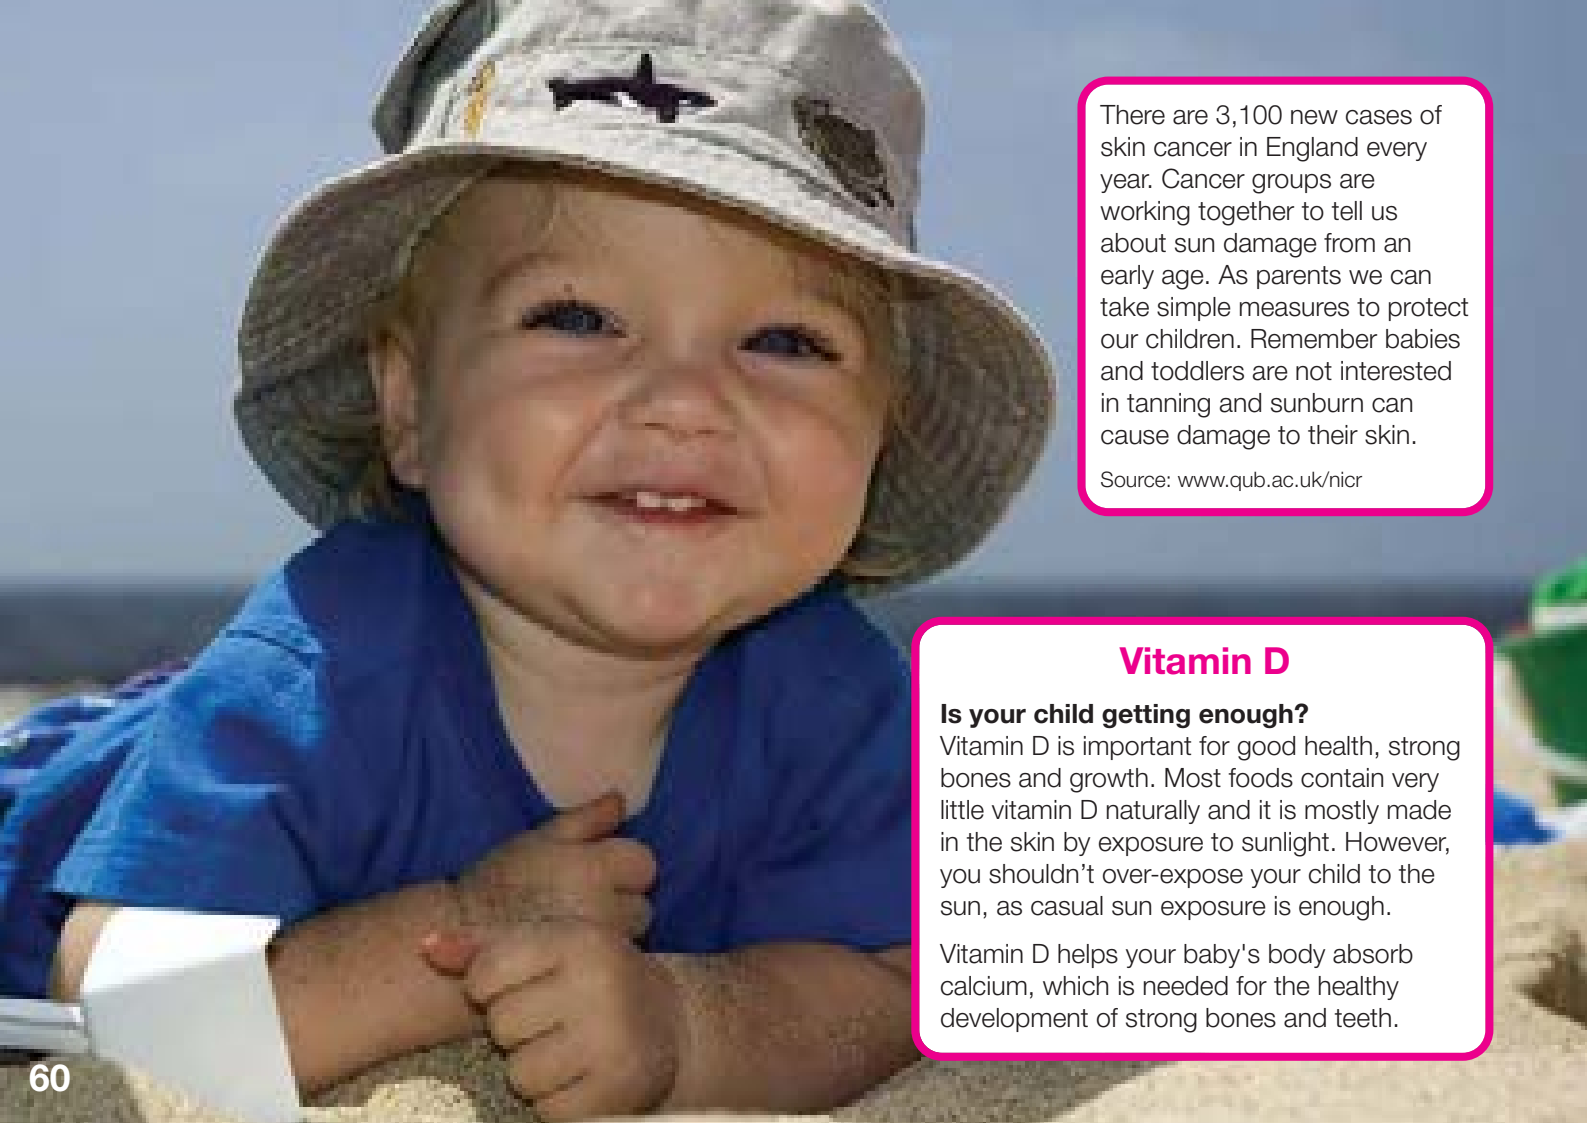 There are 3,100 new cases of
skin cancer in England every
year. Cancer groups are
working together to tell us
about sun damage from an
early age. As parents we can
take simple measures to protect
our children. Remember babies
and toddlers are not interested
in tanning and sunburn can
cause damage to their skin.
Source: www.qub.ac.uk/nicr
Vitamin D
Is your child getting enough?
Vitamin D is important for good health, strong
bones and growth. Most foods contain very
little vitamin D naturally and it is mostly made
in the skin by exposure to sunlight. However,
you shouldn’t over-expose your child to the
sun, as casual sun exposure is enough.
Vitamin D helps your baby's body absorb
calcium, which is needed for the healthy
development of strong bones and teeth.
60